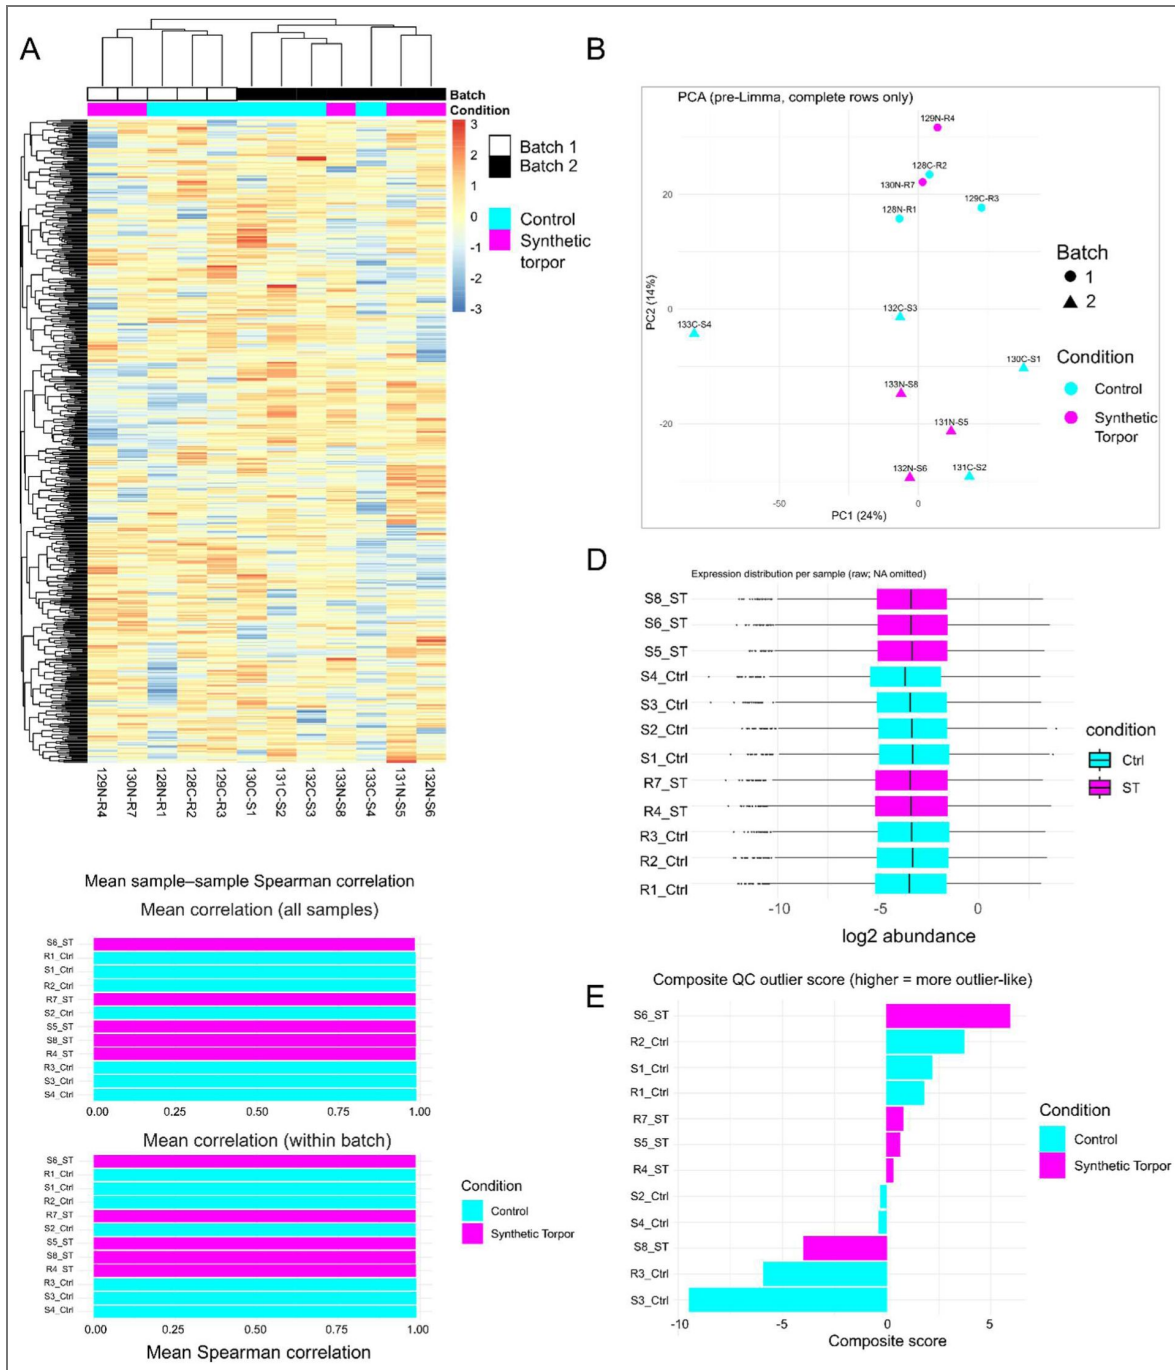 A
Batch
Condition
3
2
1
0
-1
-2
-3
Batch 1
Batch 2
Control
Synthetic
torpor
129N-R4
130N-R7
128N-R1
128C-R2
129C-R3
130C-S1
131C-S2
132C-S3
133N-S8
133C-S4
131N-S5
132N-S6
B
PCA (pre-Limma, complete rows only)
129N-R4
128C-R2
130N-R7
129C-R3
128N-R1
132C-S3
133C-S4
130C-S1
133N-S8
131N-S5
132N-S6
131C-S2
20
0
-20
PC2 (14%)
-50
0
PC1 (24%)
Batch
1
2
Condition
Control
Synthetic
Torpor
Mean sample–sample Spearman correlation
Mean correlation (all samples)
S6_ST
R1_Ctrl
S1_Ctrl
R2_Ctrl
R7_ST
S2_Ctrl
S5_ST
S8_ST
R4_ST
R3_Ctrl
S3_Ctrl
S4_Ctrl
0.00 0.25 0.50 0.75 1.00
Mean correlation (within batch)
S6_ST
R1_Ctrl
S1_Ctrl
R2_Ctrl
R7_ST
S2_Ctrl
S5_ST
S8_ST
R4_ST
R3_Ctrl
S3_Ctrl
S4_Ctrl
0.00 0.25 0.50 0.75 1.00
Mean Spearman correlation
Condition
Control
Synthetic Torpor
D
Expression distribution per sample (raw; NA omitted)
S8_ST
S6_ST
S5_ST
S4_Ctrl
S3_Ctrl
S2_Ctrl
S1_Ctrl
R7_ST
R4_ST
R3_Ctrl
R2_Ctrl
R1_Ctrl
-10 -5 0
log2 abundance
condition
Ctrl
ST
E
Composite QC outlier score (higher = more outlier-like)
S6_ST
R2_Ctrl
S1_Ctrl
R1_Ctrl
R7_ST
S5_ST
R4_ST
S2_Ctrl
S4_Ctrl
S8_ST
R3_Ctrl
S3_Ctrl
-10 -5 0 5
Composite score
Condition
Control
Synthetic Torpor